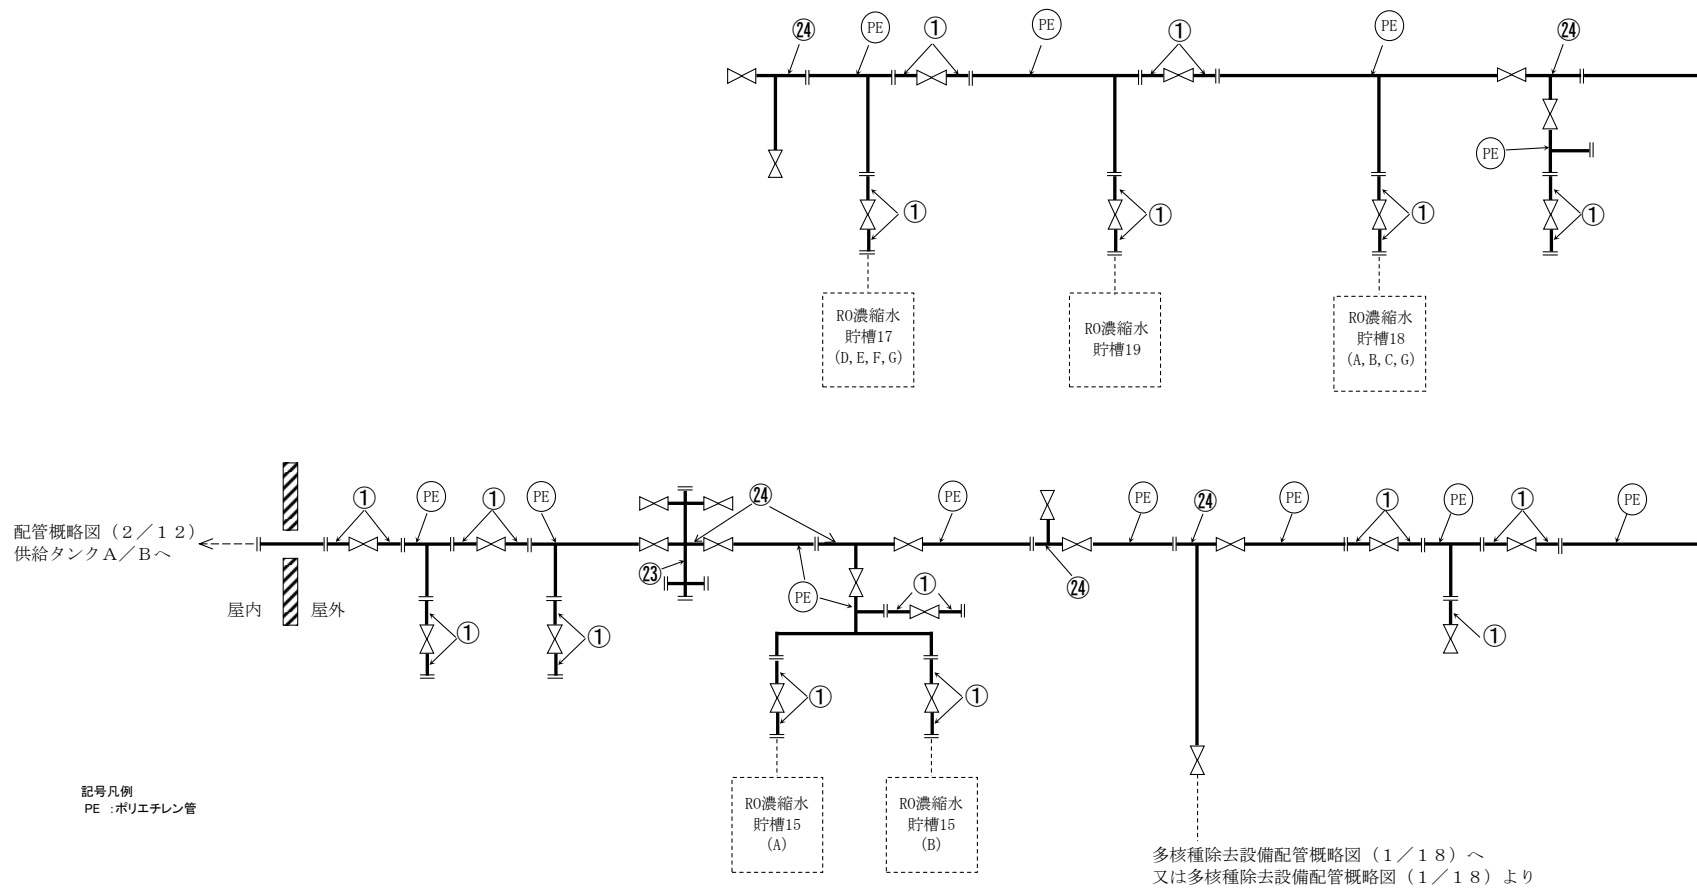 ㉔ PE ① PE ① PE ㉔
PE
① ① ① ①
RO濃縮水
貯槽17
(D,E,F,G)
RO濃縮水
貯槽19
RO濃縮水
貯槽18
(A,B,C,G)
① PE ① PE ㉔ PE PE ㉔ PE ① PE ① PE
配管概略図（２／１２）
供給タンクＡ／Ｂへ
屋内 屋外
㉓ PE ① ㉔
① ① ①
① ①
RO濃縮水
貯槽15
(A)
RO濃縮水
貯槽15
(B)
記号凡例
PE ：ポリエチレン管
多核種除去設備配管概略図（１／１８）へ
又は多核種除去設備配管概略図（１／１８）より